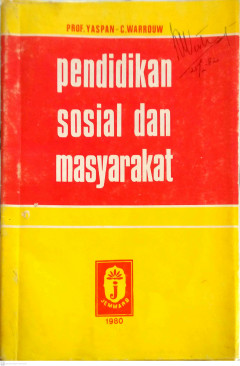 PROF. YASPAN - C. WARROUW
pendidikan
sosial dan
masyarakat
j
JEMMARS
1980